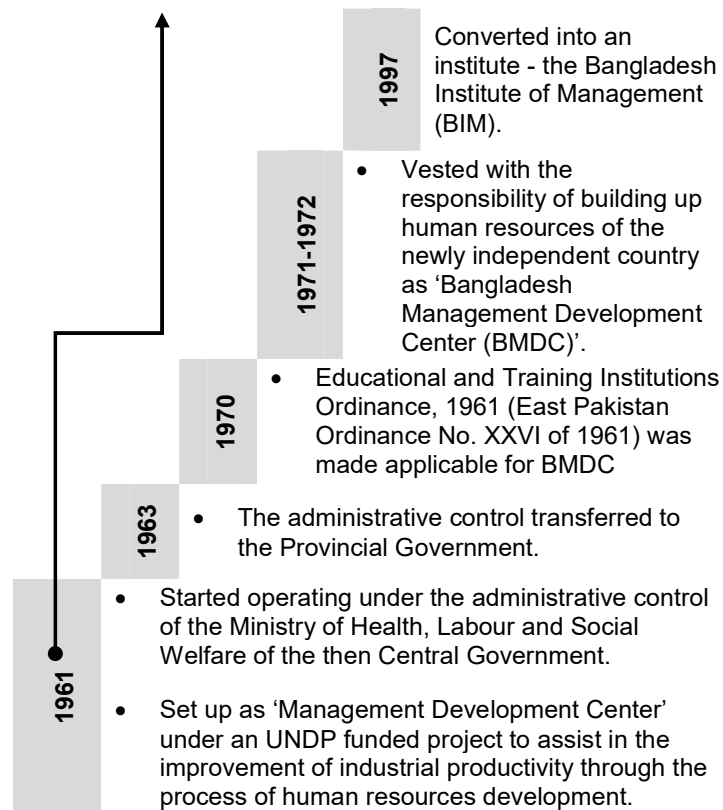 1997
Converted into an
institute - the Bangladesh
Institute of Management
(BIM).
1971-1972
• Vested with the
responsibility of building up
human resources of the
newly independent country
as ‘Bangladesh
Management Development
Center (BMDC)’.
1970
• Educational and Training Institutions
Ordinance, 1961 (East Pakistan
Ordinance No. XXVI of 1961) was
made applicable for BMDC
1963
• The administrative control transferred to
the Provincial Government.
1961
• Started operating under the administrative control
of the Ministry of Health, Labour and Social
Welfare of the then Central Government.
• Set up as ‘Management Development Center’
under an UNDP funded project to assist in the
improvement of industrial productivity through the
process of human resources development.